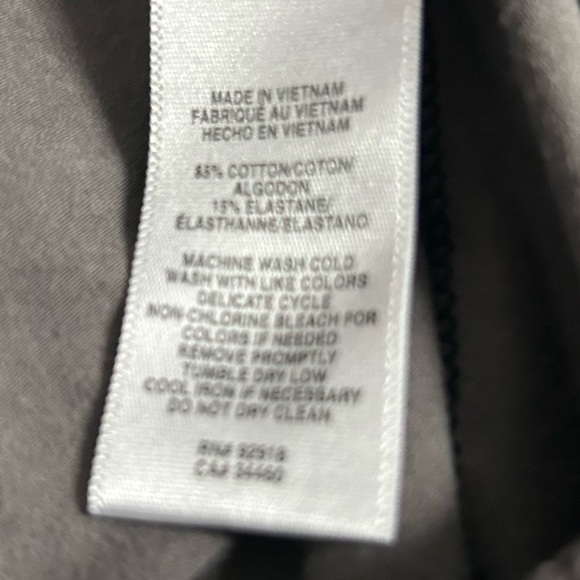 MADE IN VIETNAM
FABRIQUÉ AU VIETNAM
HECHO EN VIETNAM
85% COTTON/COTON/
ALGODON
15% ELASTANE/
ÉLASTHANNE/ELASTANO
MACHINE WASH COLD
WASH WITH LIKE COLORS
DELICATE CYCLE
NON-CHLORINE BLEACH FOR
COLORS IF NEEDED
REMOVE PROMPTLY
TUMBLE DRY LOW
COOL IRON IF NECESSARY
DO NOT DRY CLEAN
RN#
CA#